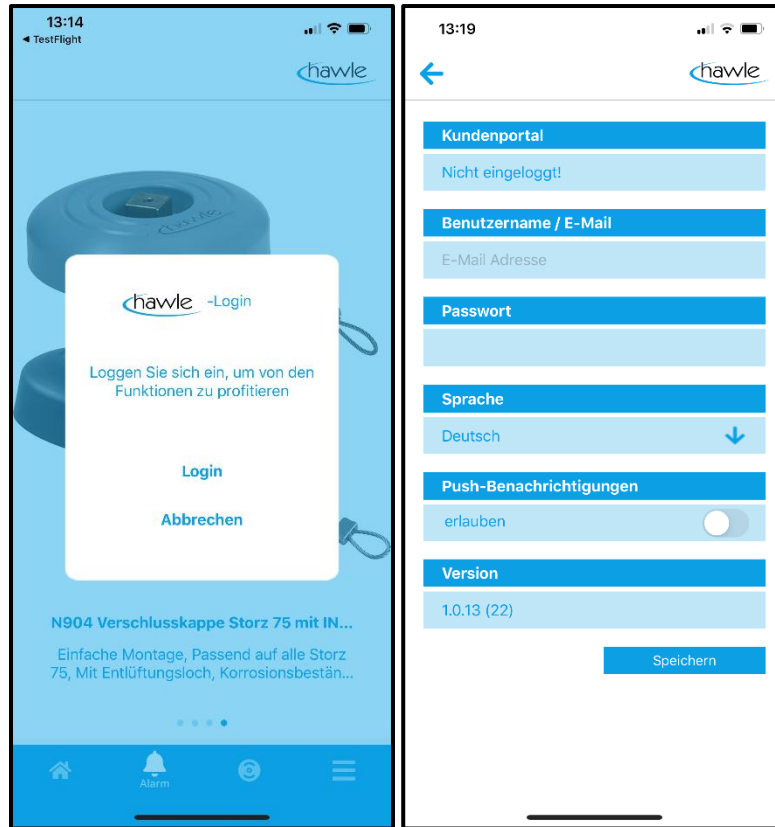 13:14
◄ TestFlight
hawle
hawle
hawle -Login
Loggen Sie sich ein, um von den
Funktionen zu profitieren
Login
Abbrechen
N904 Verschlusskappe Storz 75 mit IN...
Einfache Montage, Passend auf alle Storz
75, Mit Entlüftungsloch, Korrosionsbestän...
Alarm
13:19
hawle
Kundenportal
Nicht eingeloggt!
Benutzername / E-Mail
E-Mail Adresse
Passwort
Sprache
Deutsch
Push-Benachrichtigungen
erlauben
Version
1.0.13 (22)
Speichern